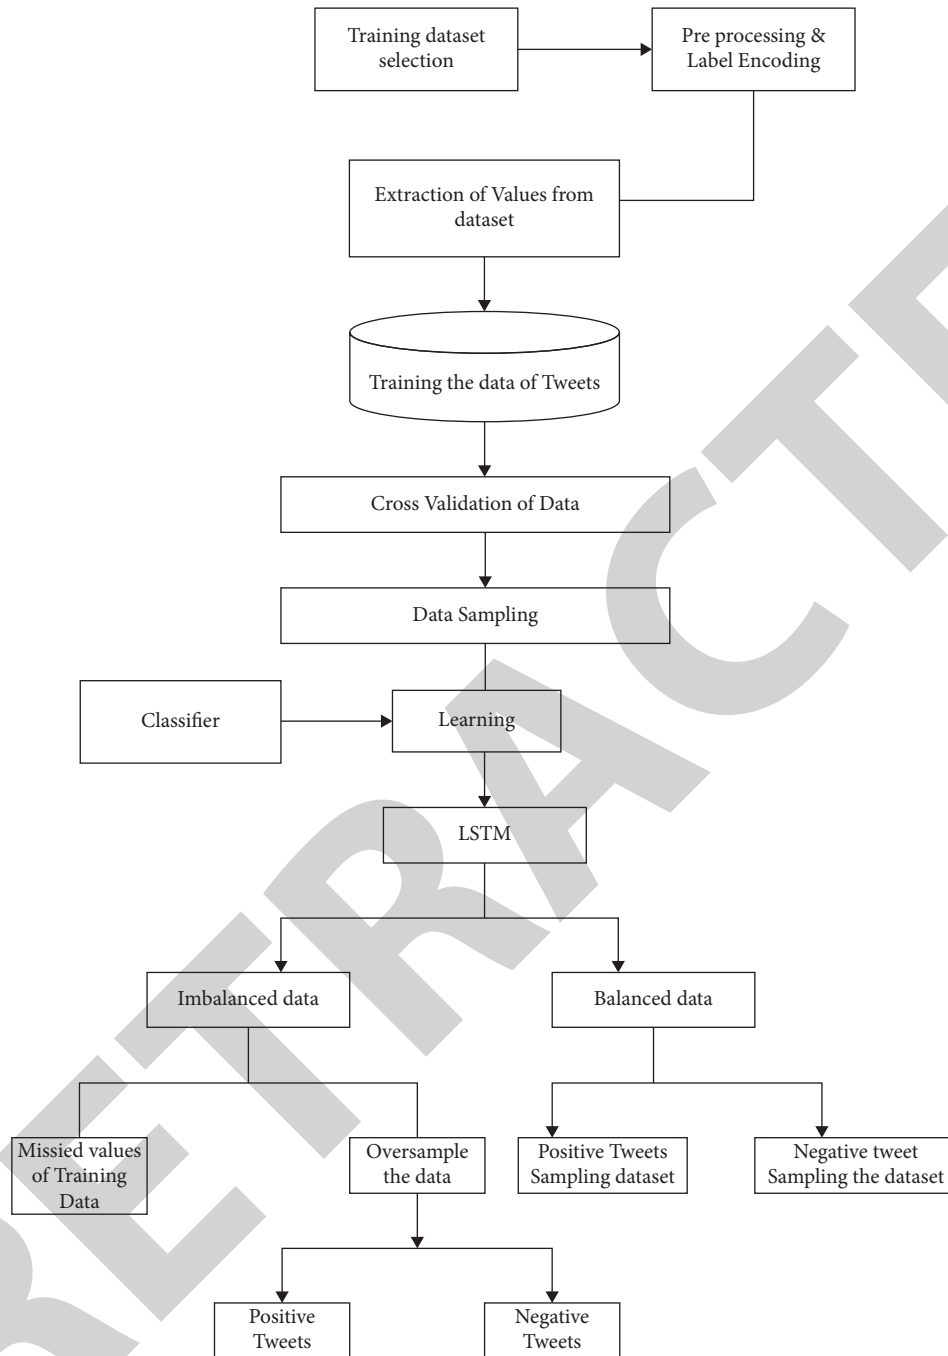 Training dataset
selection
Pre processing &
Label Encoding
Extraction of Values from
dataset
Training the data of Tweets
Cross Validation of Data
Data Sampling
Classifier
Learning
LSTM
Imbalanced data
Balanced data
Missied values
of Training
Data
Oversample
the data
Positive Tweets
Sampling dataset
Negative tweet
Sampling the dataset
Positive
Tweets
Negative
Tweets
RETRACTE